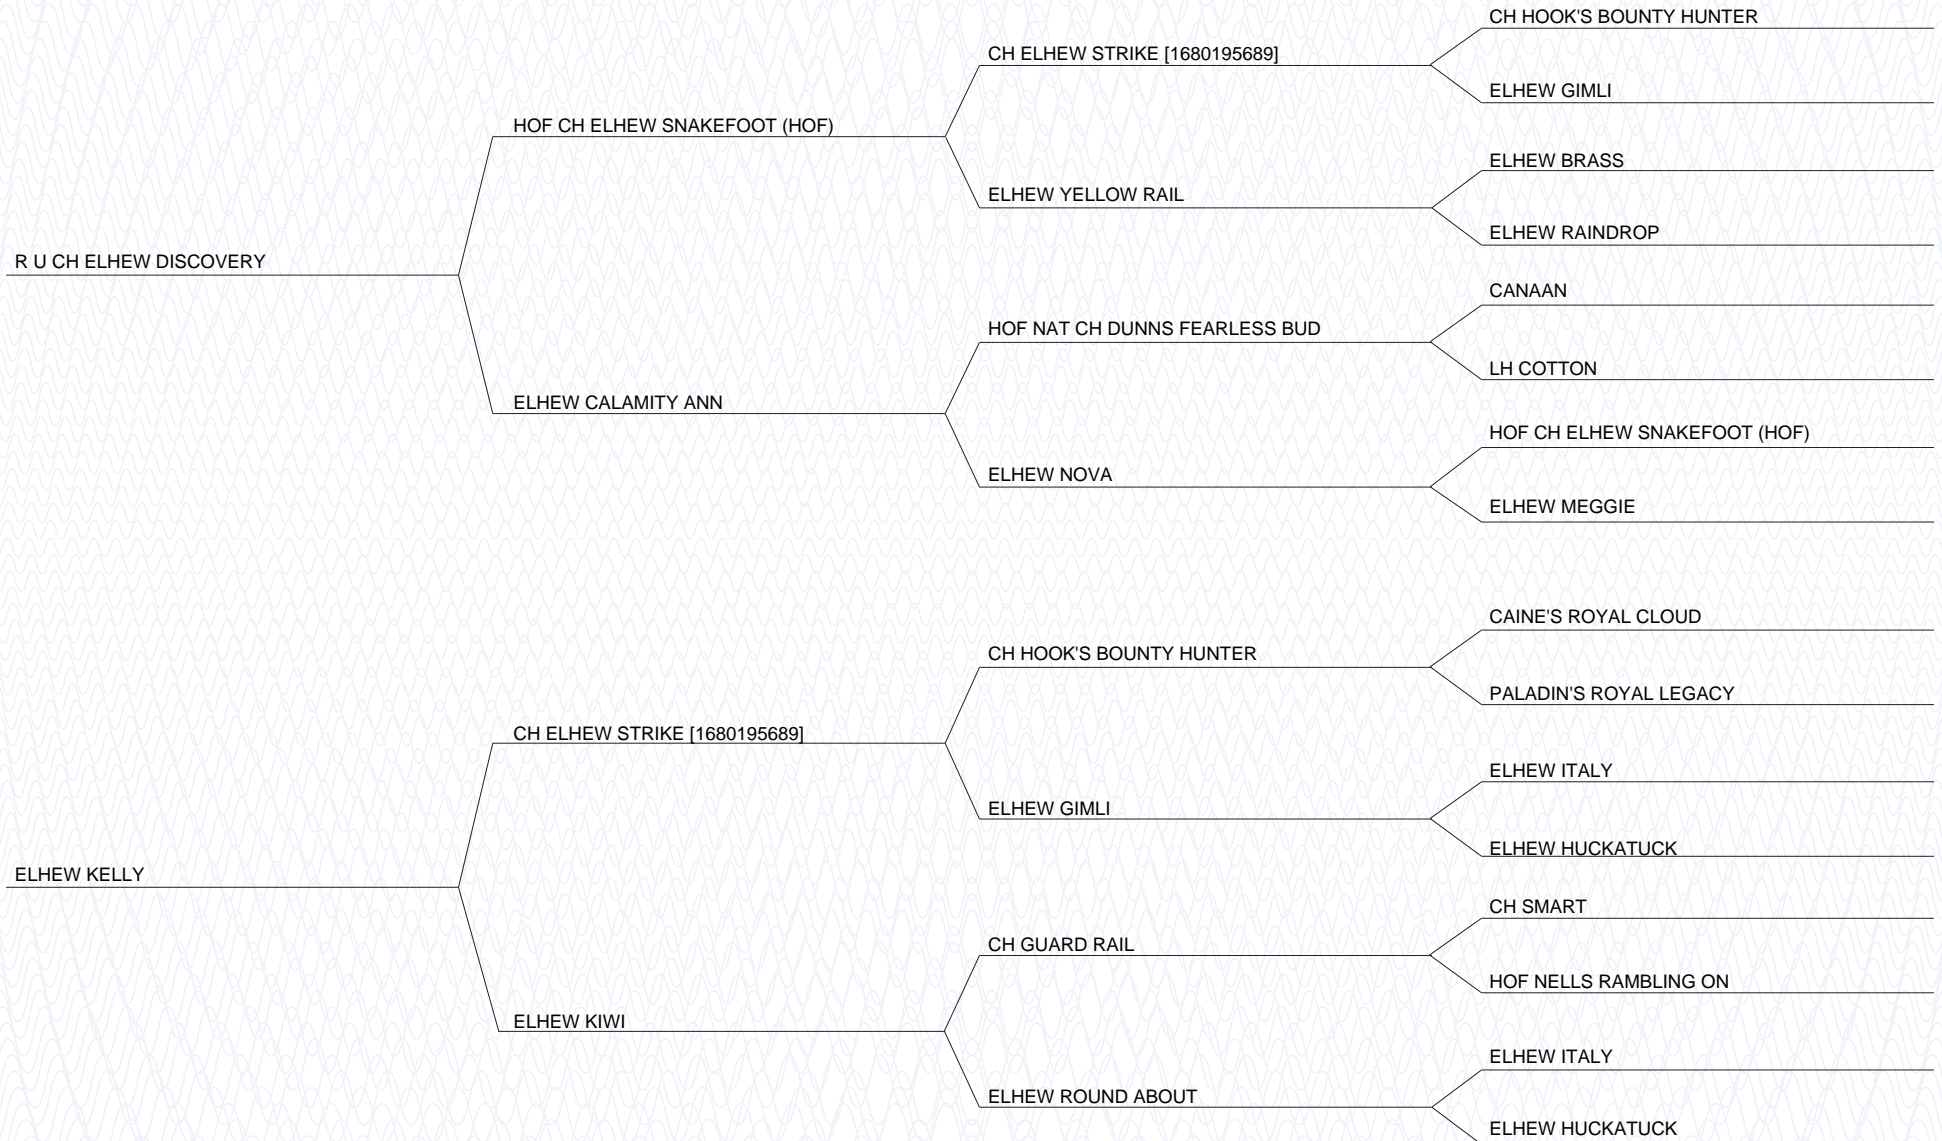 CH HOOK'S BOUNTY HUNTER
CH ELHEW STRIKE [1680195689]
ELHEW GIMLI
HOF CH ELHEW SNAKEFOOT (HOF)
ELHEW BRASS
ELHEW YELLOW RAIL
ELHEW RAINDROP
R U CH ELHEW DISCOVERY
CANAAN
HOF NAT CH DUNNS FEARLESS BUD
LH COTTON
ELHEW CALAMITY ANN
HOF CH ELHEW SNAKEFOOT (HOF)
ELHEW NOVA
ELHEW MEGGIE
CAINE'S ROYAL CLOUD
CH HOOK'S BOUNTY HUNTER
PALADIN'S ROYAL LEGACY
CH ELHEW STRIKE [1680195689]
ELHEW ITALY
ELHEW GIMLI
ELHEW HUCKATUCK
ELHEW KELLY
CH SMART
CH GUARD RAIL
HOF NELLS RAMBLING ON
ELHEW KIWI
ELHEW ITALY
ELHEW ROUND ABOUT
ELHEW HUCKATUCK